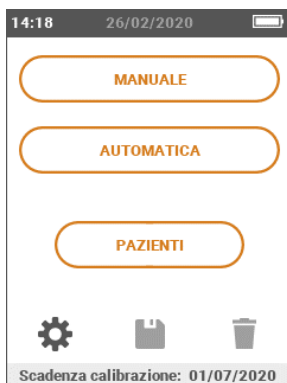 14:18 26/02/2020
MANUALE
AUTOMATICA
PAZIENTI
Scadenza calibrazione: 01/07/2020